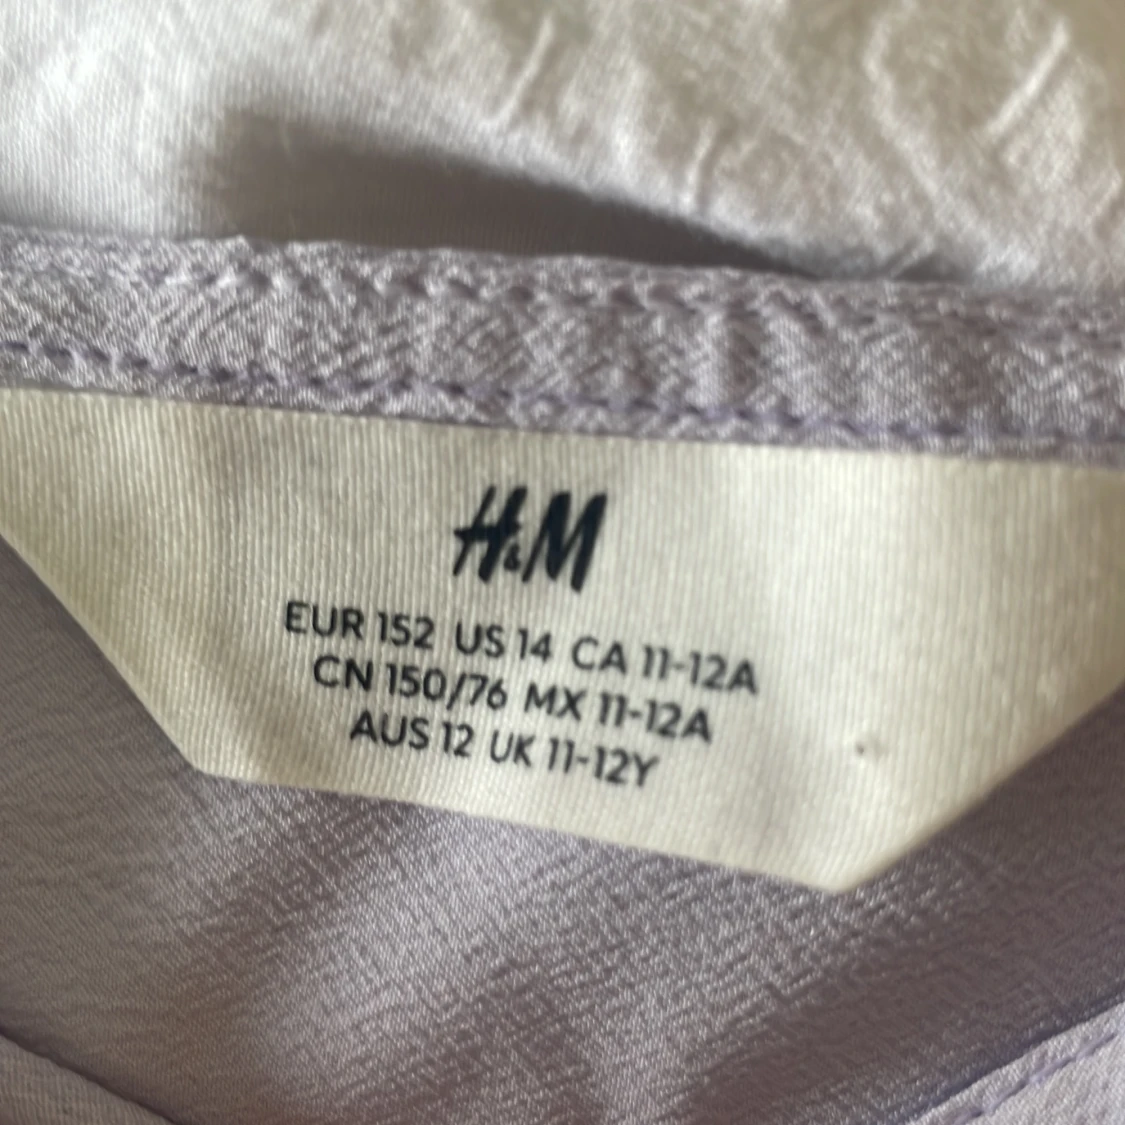 H&M
EUR 152 US 14 CA 11-12A
CN 150/76 MX 11-12A
AUS 12 UK 11-12Y